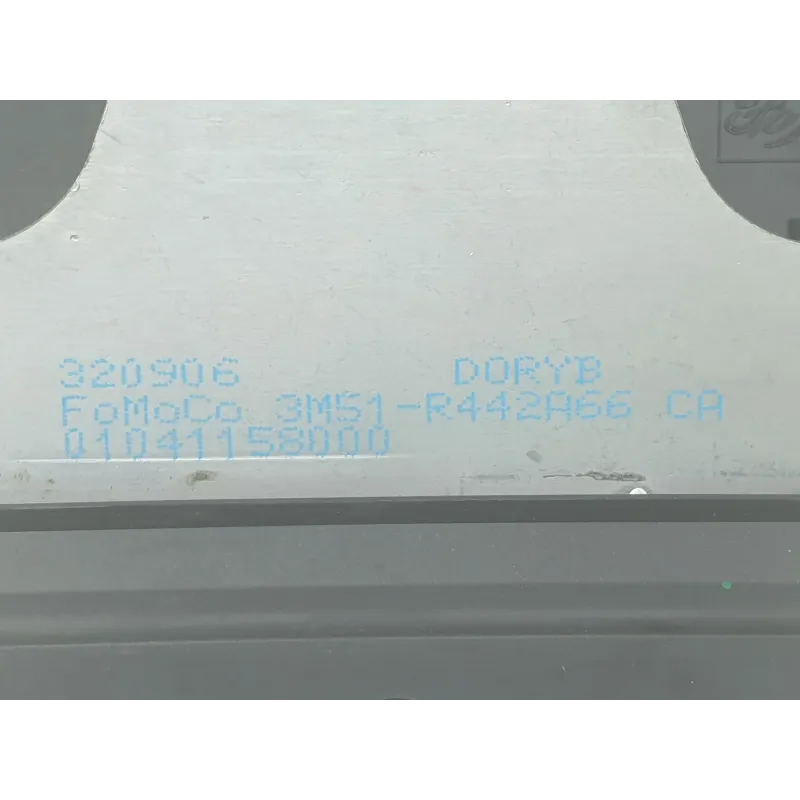 320906 DORYB
FoMoCo 3M51-R442A66 CA
01041158000